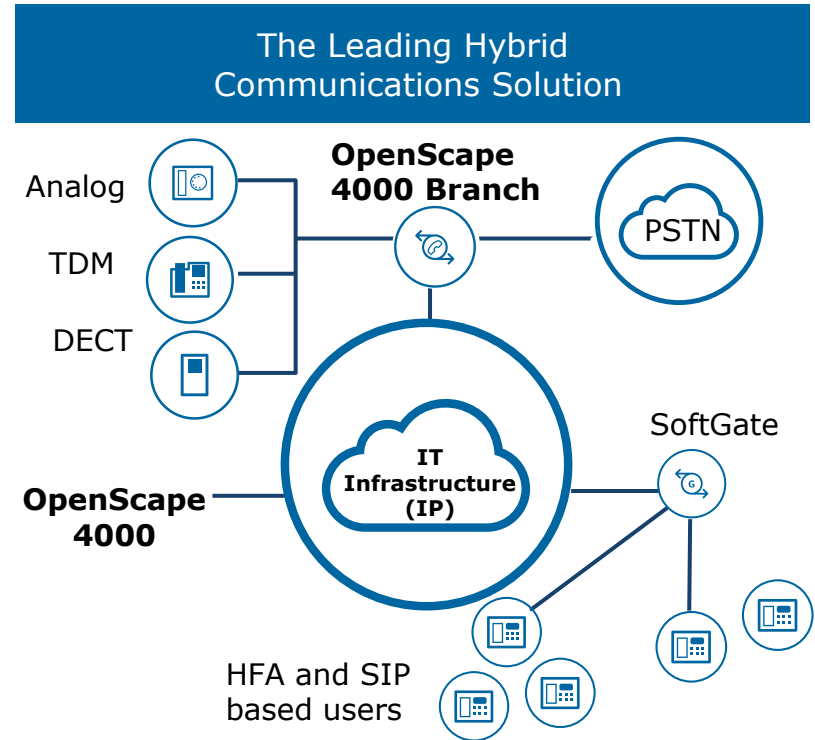 The Leading Hybrid
Communications Solution
OpenScape
4000 Branch
Analog
PSTN
TDM
DECT
SoftGate
IT
Infrastructure
(IP)
OpenScape
4000
G
HFA and SIP
based users